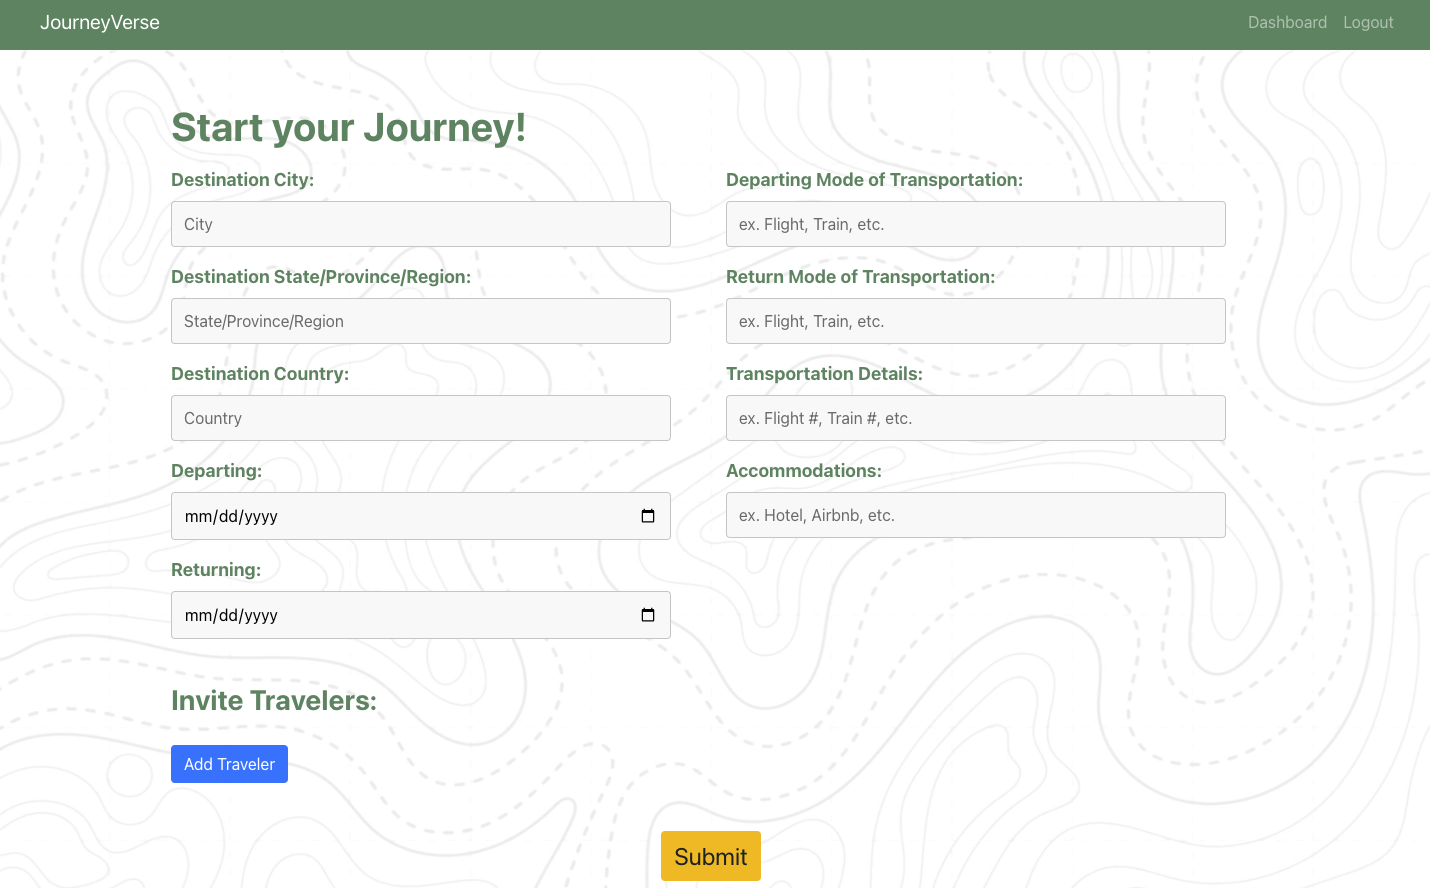 JourneyVerse
Dashboard
Logout
Start your Journey!
Destination City:
City
Destination State/Province/Region:
State/Province/Region
Destination Country:
Country
Departing:
mm/dd/yyyy
Returning:
mm/dd/yyyy
Departing Mode of Transportation:
ex. Flight, Train, etc.
Return Mode of Transportation:
ex. Flight, Train, etc.
Transportation Details:
ex. Flight #, Train #, etc.
Accommodations:
ex. Hotel, Airbnb, etc.
Invite Travelers:
Add Traveler
Submit